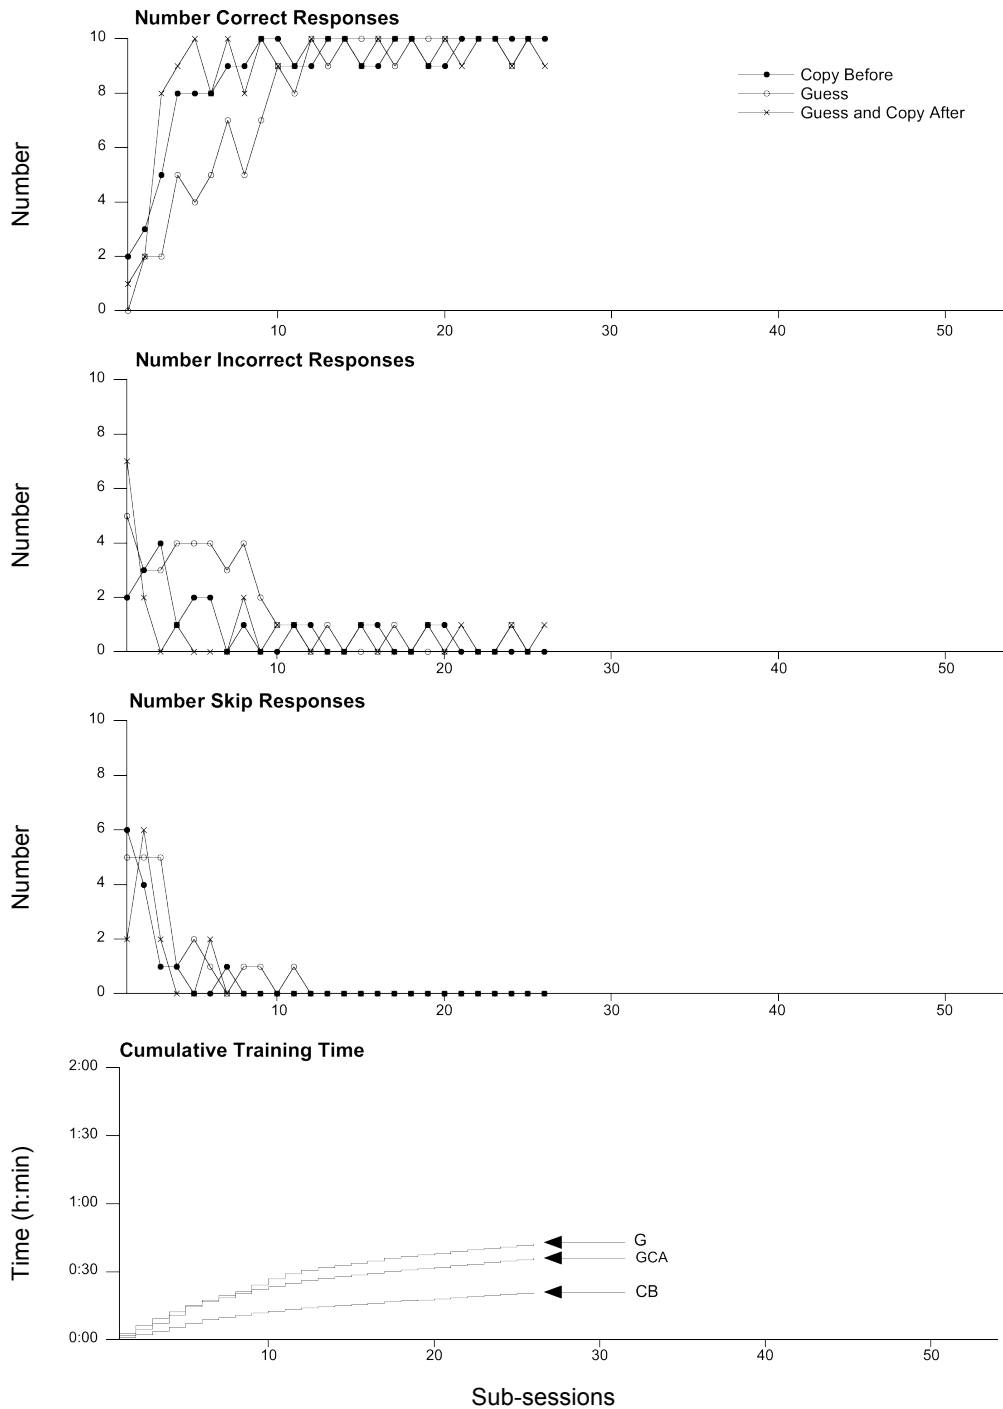 Number Correct Responses
10
8
6
4
2
0
Number
Copy Before
Guess
Guess and Copy After
10 20 30 40 50
Number Incorrect Responses
10
8
6
4
2
0
Number
10 20 30 40 50
Number Skip Responses
10
8
6
4
2
0
Number
10 20 30 40 50
Cumulative Training Time
2:00
1:30
1:00
0:30
0:00
Time (h:min)
G
GCA
CB
10 20 30 40 50
Sub-sessions